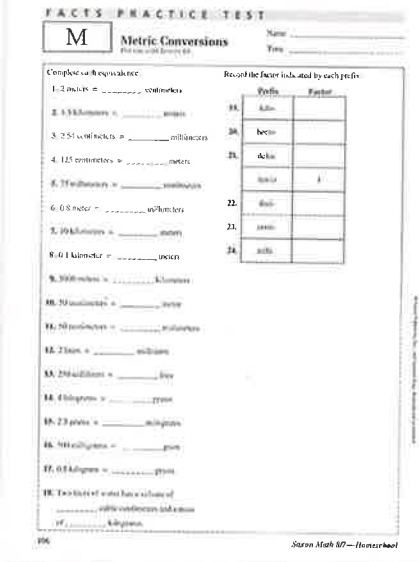 FACTS PRACTICE TEST
M
Metric Conversions
Name
Time
Complete each equivalence.
1. 2 meters = ________ centimeters
2. 1.5 kilometers = ________ meters
3. 2.54 centimeters = ________ millimeters
4. 125 centimeters = ________ meters
5. 75 millimeters = ________ centimeters
6. 0.8 meter = ________ millimeters
7. 10 kilometers = ________ meters
8. 0.1 kilometer = ________ meters
9. 5000 meters = ________ kilometers
10. 50 centimeters = ________ meter
11. 50 centimeters = ________ millimeters
12. 2 liters = ________ milliliters
13. 250 milliliters = ________ liter
14. 4 kilograms = ________ grams
15. 2.5 grams = ________ milligrams
16. 500 milligrams = ________ gram
17. 0.5 kilogram = ________ grams
18. Two liters of water have a volume of
________ cubic centimeters and a mass
of ________ kilograms.
Record the factor indicated by each prefix.
Prefix Factor
19. kilo-
20. hecto-
21. deka-
(unit) 1
22. deci-
23. centi-
24. milli-
106
Saxon Math 8/7—Homeschool